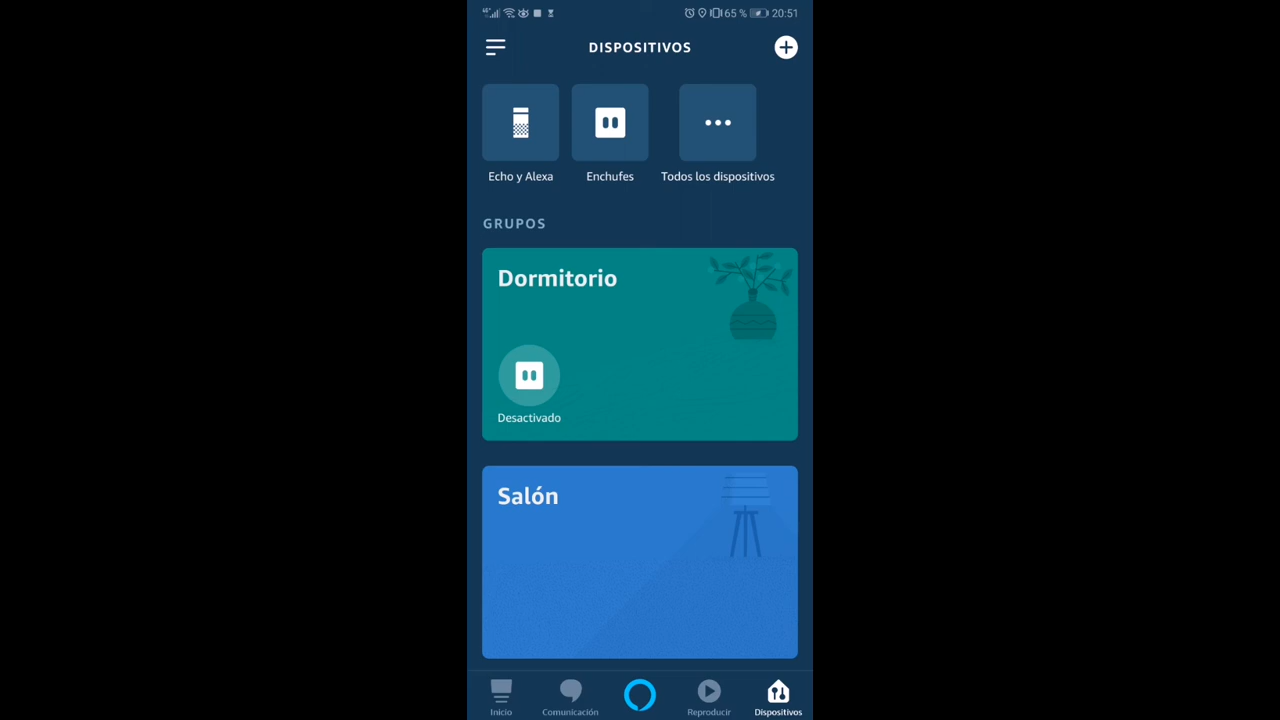 65 % 20:51
DISPOSITIVOS
Echo y Alexa
Enchufes
Todos los dispositivos
GRUPOS
Dormitorio
Desactivado
Salón
Inicio
Comunicación
Reproducir
Dispositivos